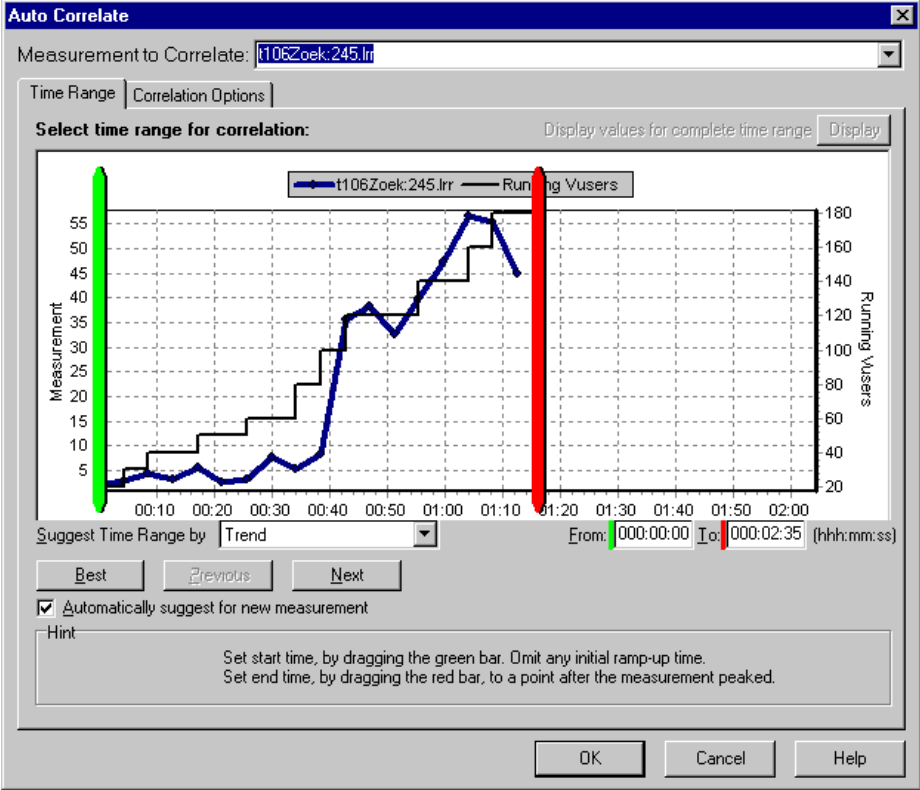 Auto Correlate
Measurement to Correlate: t106Zoek:245.lrr
Time Range Correlation Options
Select time range for correlation: Display values for complete time range Display
t106Zoek:245.lrr Running Vusers
55 180
50 160
45 140
40 120
35 100
30 80
25 60
20 40
15 20
10
5
Measurement
Running Vusers
00:10 00:20 00:30 00:40 00:50 01:00 01:10 01:20 01:30 01:40 01:50 02:00
Suggest Time Range by Trend From: 000:00:00 To: 000:02:35 (hhh:mm:ss)
Best Previous Next
Automatically suggest for new measurement
Hint
Set start time, by dragging the green bar. Omit any initial ramp-up time.
Set end time, by dragging the red bar, to a point after the measurement peaked.
OK Cancel Help